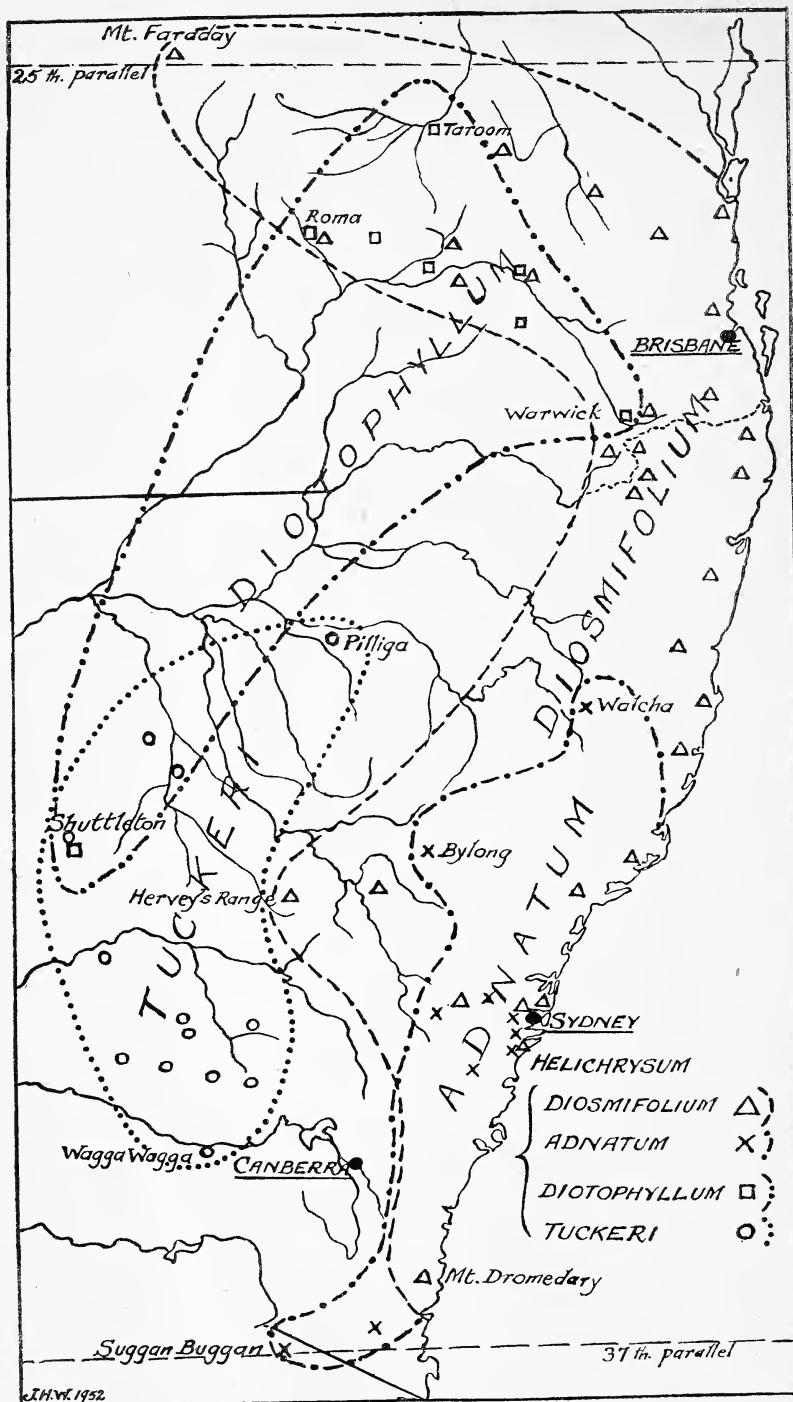 Mt. Faraday
25 th. parallel
Taroom
Roma
BRISBANE
Warwick
DIOTOPHYLLUM
DIOSMIFOLIUM
Pilliga
Walcha
TUCKERI
Shuttleton
Bylong
Hervey's Range
ADNATUM
SYDNEY
HELICHRYSUM
DIOSMIFOLIUM
ADNATUM
DIOTOPHYLLUM
TUCKERI
Wagga Wagga
CANBERRA
Mt. Dromedary
Suggan Buggan
37 th. parallel
J.H.W. 1952